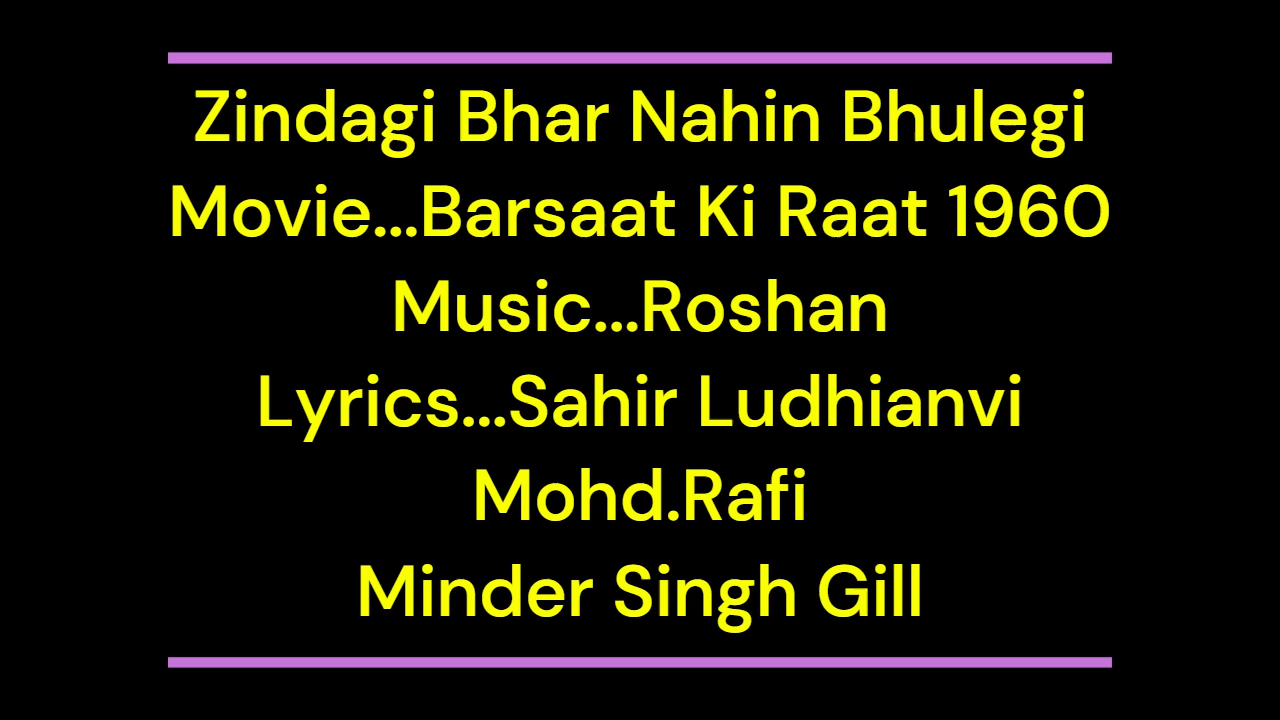 Zindagi Bhar Nahin Bhulegi
Movie...Barsaat Ki Raat 1960
Music...Roshan
Lyrics...Sahir Ludhianvi
Mohd.Rafi
Minder Singh Gill